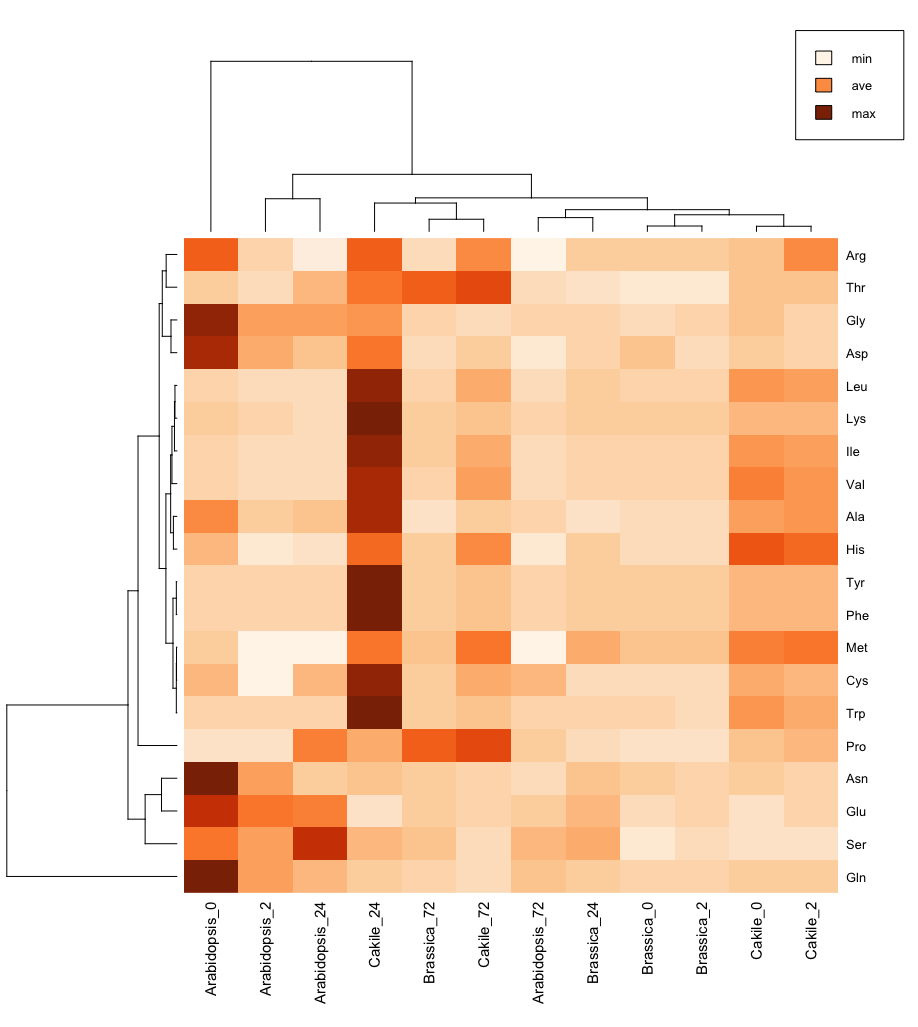 min
ave
max
Arg
Thr
Gly
Asp
Leu
Lys
Ile
Val
Ala
His
Tyr
Phe
Met
Cys
Trp
Pro
Asn
Glu
Ser
Gln
Arabidopsis_0
Arabidopsis_2
Arabidopsis_24
Cakile_24
Brassica_72
Cakile_72
Arabidopsis_72
Brassica_24
Brassica_0
Brassica_2
Cakile_0
Cakile_2